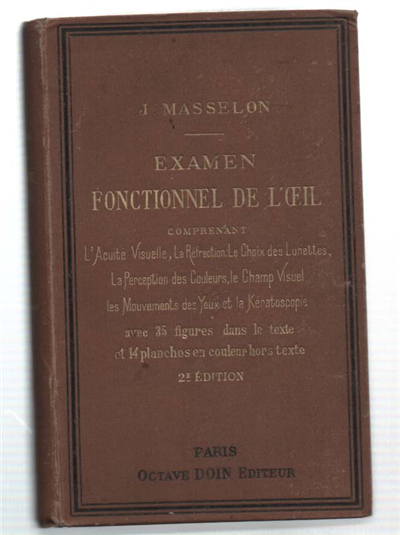 J MASSELON
EXAMEN
FONCTIONNEL DE L'ŒIL
COMPRENANT
L'Acuité Visuelle, La Réfraction: Le Choix des Lunettes,
La Perception des Couleurs, le Champ Visuel
les Mouvements des Yeux et la Kératoscopie
avec 35 figures dans le texte
et 14 planches en couleur hors texte
2E ÉDITION
PARIS
OCTAVE DOIN EDITEUR